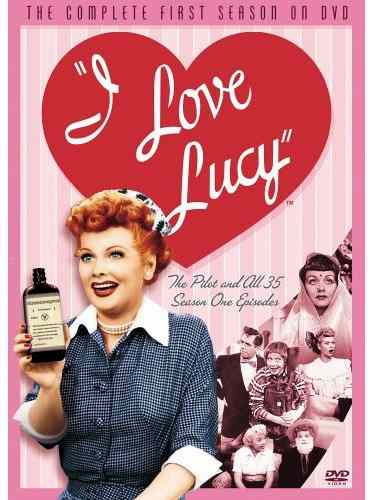 THE COMPLETE FIRST SEASON ON DVD
"I
Love
Lucy"
TM
The Pilot and All 35
Season One Episodes
DVD
VIDEO